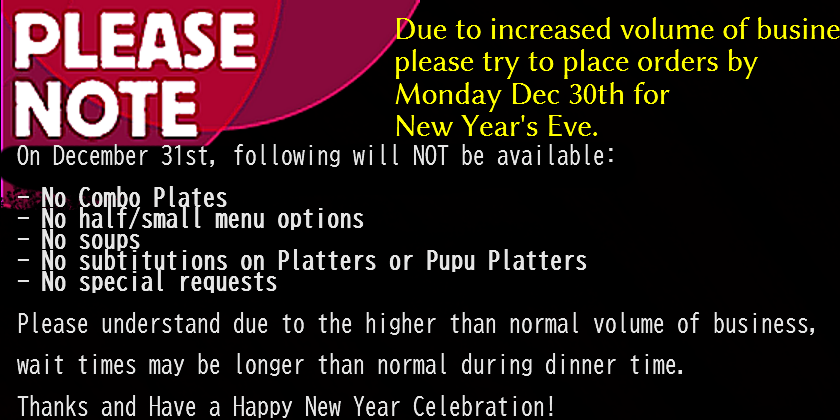 PLEASE
NOTE
Due to increased volume of busine
please try to place orders by
Monday Dec 30th for
New Year's Eve.
On December 31st, following will NOT be available:
- No Combo Plates
- No half/small menu options
- No soups
- No subtitutions on Platters or Pupu Platters
- No special requests
Please understand due to the higher than normal volume of business,
wait times may be longer than normal during dinner time.
Thanks and Have a Happy New Year Celebration!